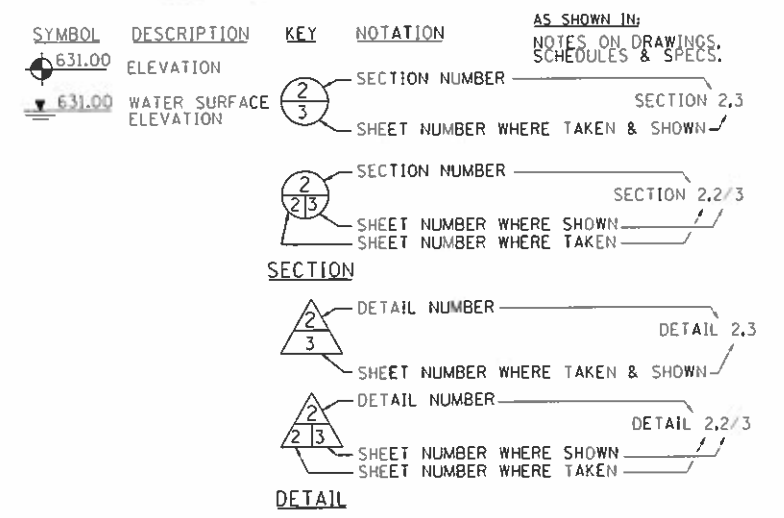 SYMBOL DESCRIPTION KEY NOTATION AS SHOWN IN:
NOTES ON DRAWINGS,
SCHEDULES & SPECS.
631.00 ELEVATION
631.00 WATER SURFACE
ELEVATION
2
3
SECTION NUMBER
SECTION 2,3
SHEET NUMBER WHERE TAKEN & SHOWN
2
2 3
SECTION NUMBER
SECTION 2,2/3
SHEET NUMBER WHERE SHOWN
SHEET NUMBER WHERE TAKEN
SECTION
2
3
DETAIL NUMBER
DETAIL 2,3
SHEET NUMBER WHERE TAKEN & SHOWN
2
2 3
DETAIL NUMBER
DETAIL 2,2/3
SHEET NUMBER WHERE SHOWN
SHEET NUMBER WHERE TAKEN
DETAIL